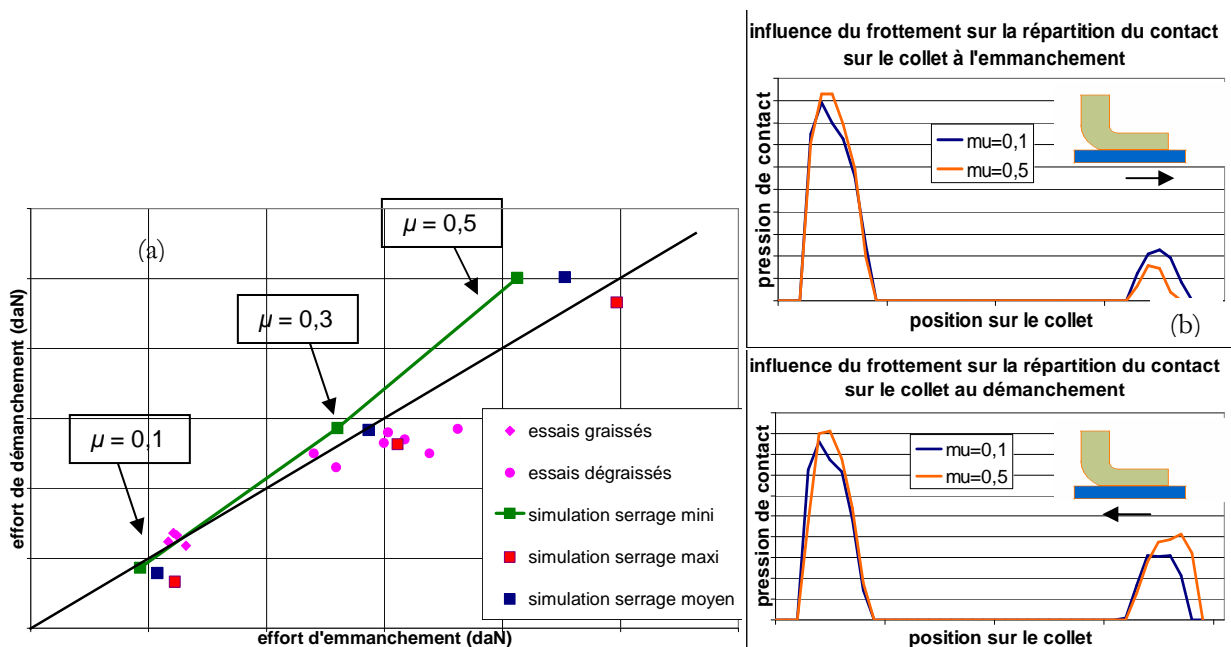 (a)
µ = 0,5
µ = 0,3
µ = 0,1
effort de démanchement (daN)
effort d'emmanchement (daN)
essais graissés
essais dégraissés
simulation serrage mini
simulation serrage maxi
simulation serrage moyen
influence du frottement sur la répartition du contact
sur le collet à l'emmanchement
pression de contact
mu=0,1
mu=0,5
position sur le collet
(b)
influence du frottement sur la répartition du contact
sur le collet au démanchement
pression de contact
mu=0,1
mu=0,5
position sur le collet